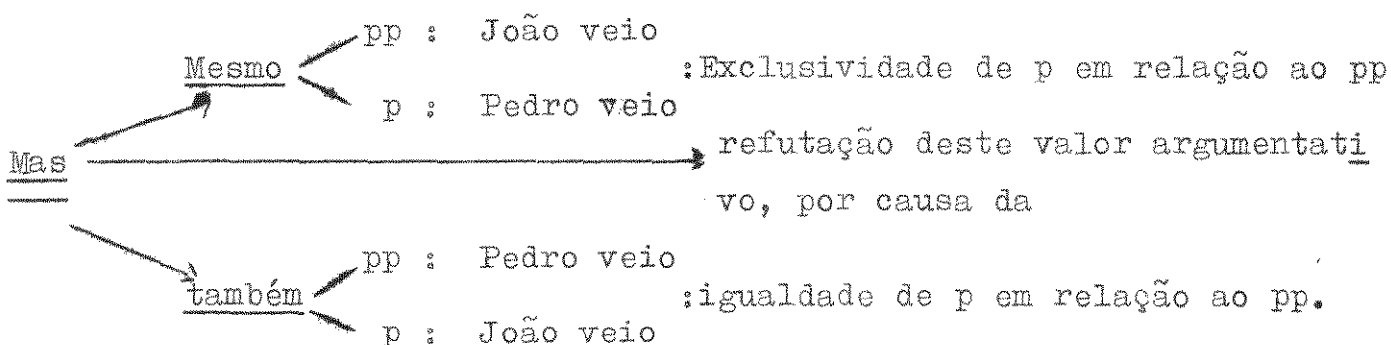 pp : João veio
Mesmo :Exclusividade de p em relação ao pp
p : Pedro veio
Mas refutação deste valor argumentati
vo, por causa da
pp : Pedro veio
também :igualdade de p em relação ao pp.
p : João veio